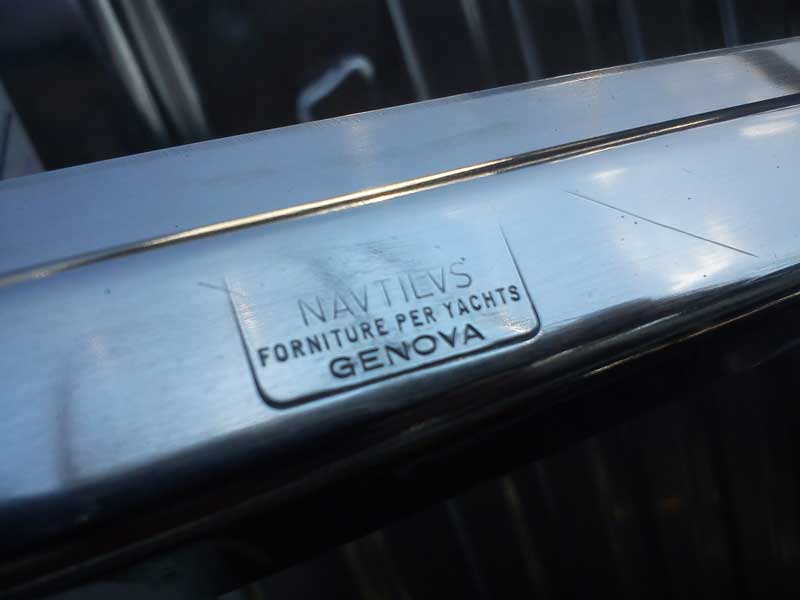 NAVTILVS
FORNITURE PER YACHTS
GENOVA